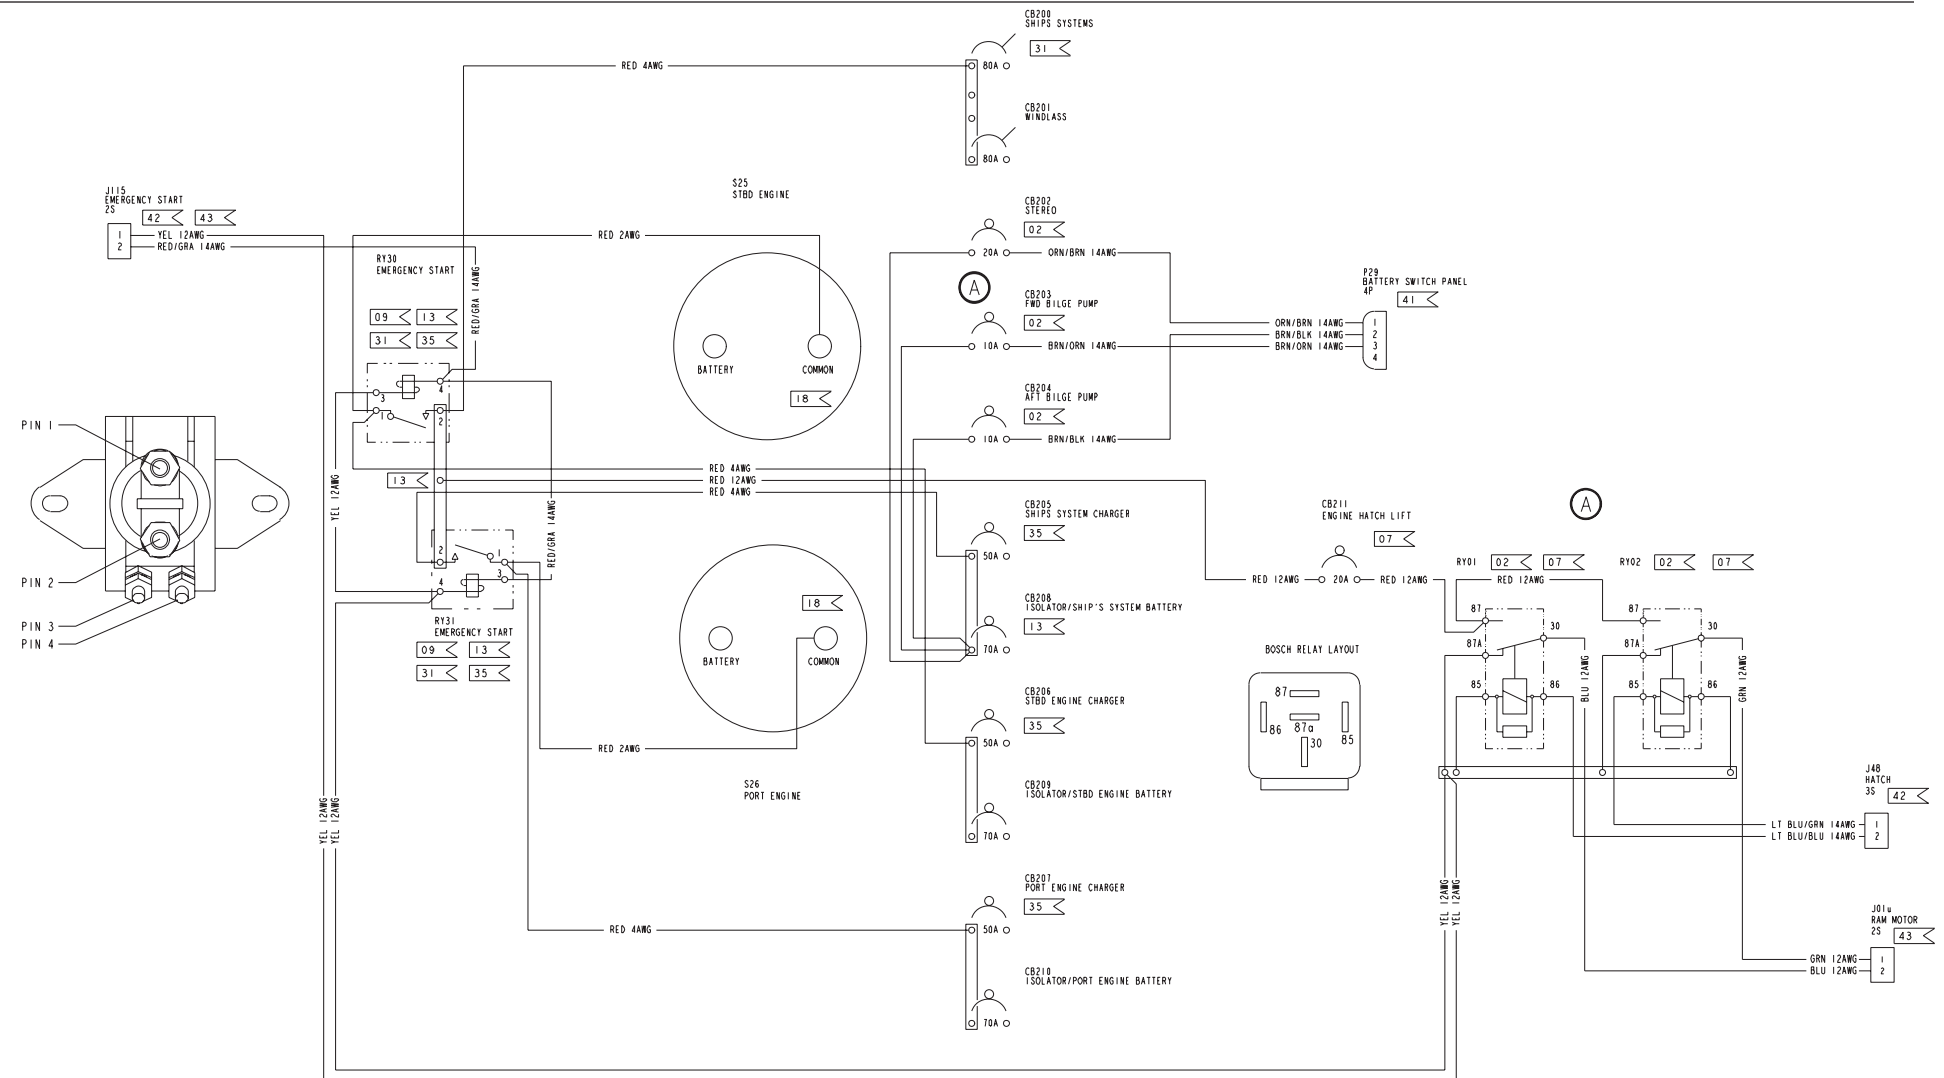 CB200
SHIPS SYSTEMS
31
RED 4AWG
80A
CB201
WINDLASS
80A
J115
EMERGENCY START
2S
42
43
1
2
YEL 12AWG
RED/GRA 14AWG
S25
STBD ENGINE
CB202
STEREO
02
RED 2AWG
20A
ORN/BRN 14AWG
RY30
EMERGENCY START
RED/GRA 14AWG
A
CB203
FWD BILGE PUMP
02
P29
BATTERY SWITCH PANEL
4P
41
09
13
31
35
10A
BRN/ORN 14AWG
ORN/BRN 14AWG
BRN/BLK 14AWG
BRN/ORN 14AWG
1
2
3
4
BATTERY
COMMON
18
3
4
1
2
CB204
AFT BILGE PUMP
02
10A
BRN/BLK 14AWG
PIN 1
PIN 2
PIN 3
PIN 4
13
RED 4AWG
RED 12AWG
RED 4AWG
YEL 12AWG
RED/GRA 14AWG
CB205
SHIPS SYSTEM CHARGER
35
50A
CB211
ENGINE HATCH LIFT
07
A
2
1
3
4
RED 12AWG
20A
RED 12AWG
RY01
02
07
RED 12AWG
RY02
02
07
RY31
EMERGENCY START
09
13
31
35
BATTERY
COMMON
18
CB208
ISOLATOR/SHIP'S SYSTEM BATTERY
13
70A
BOSCH RELAY LAYOUT
87
86
87a
30
85
87
30
87A
85
86
BLU 12AWG
87
30
87A
85
86
GRN 12AWG
RED 2AWG
S26
PORT ENGINE
CB206
STBD ENGINE CHARGER
35
50A
CB209
ISOLATOR/STBD ENGINE BATTERY
70A
YEL 12AWG
YEL 12AWG
J48
HATCH
3S
42
LT BLU/GRN 14AWG
LT BLU/BLU 14AWG
1
2
CB207
PORT ENGINE CHARGER
35
RED 4AWG
50A
YEL 12AWG
YEL 12AWG
J01u
RAM MOTOR
2S
43
GRN 12AWG
BLU 12AWG
1
2
CB210
ISOLATOR/PORT ENGINE BATTERY
70A